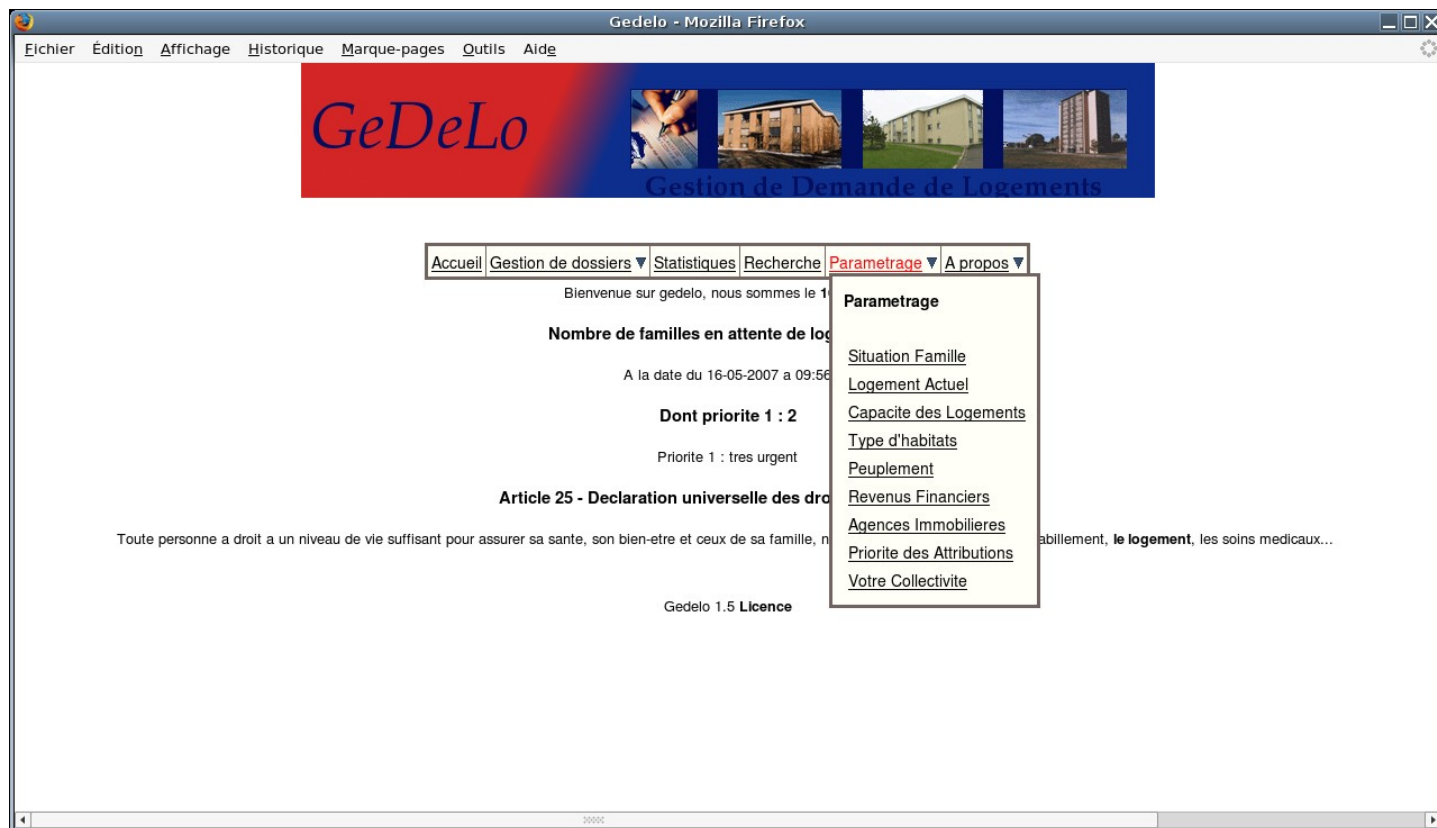 Gedelo - Mozilla Firefox
Fichier Édition Affichage Historique Marque-pages Outils Aide
GeDeLo
Gestion de Demande de Logements
Accueil Gestion de dossiers ▼ Statistiques Recherche Parametrage ▼ A propos ▼
Bienvenue sur gedelo, nous sommes le
Nombre de familles en attente de
A la date du 16-05-2007 a 09:56
Dont priorite 1 : 2
Priorite 1 : tres urgent
Article 25 - Declaration universelle des
Toute personne a droit a un niveau de vie suffisant pour assurer sa sante, son bien-etre et ceux de sa famille, le logement, les soins medicaux...
Gedelo 1.5 Licence
Parametrage
Situation Famille
Logement Actuel
Capacite des Logements
Type d'habitats
Peuplement
Revenus Financiers
Agences Immobilieres
Priorite des Attributions
Votre Collectivite